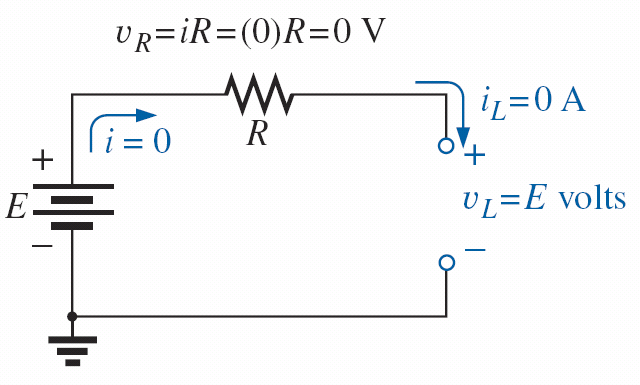 v_R = iR = (0)R = 0 V
i_L = 0 A
i = 0
R
+
+
E
v_L = E volts
−
−